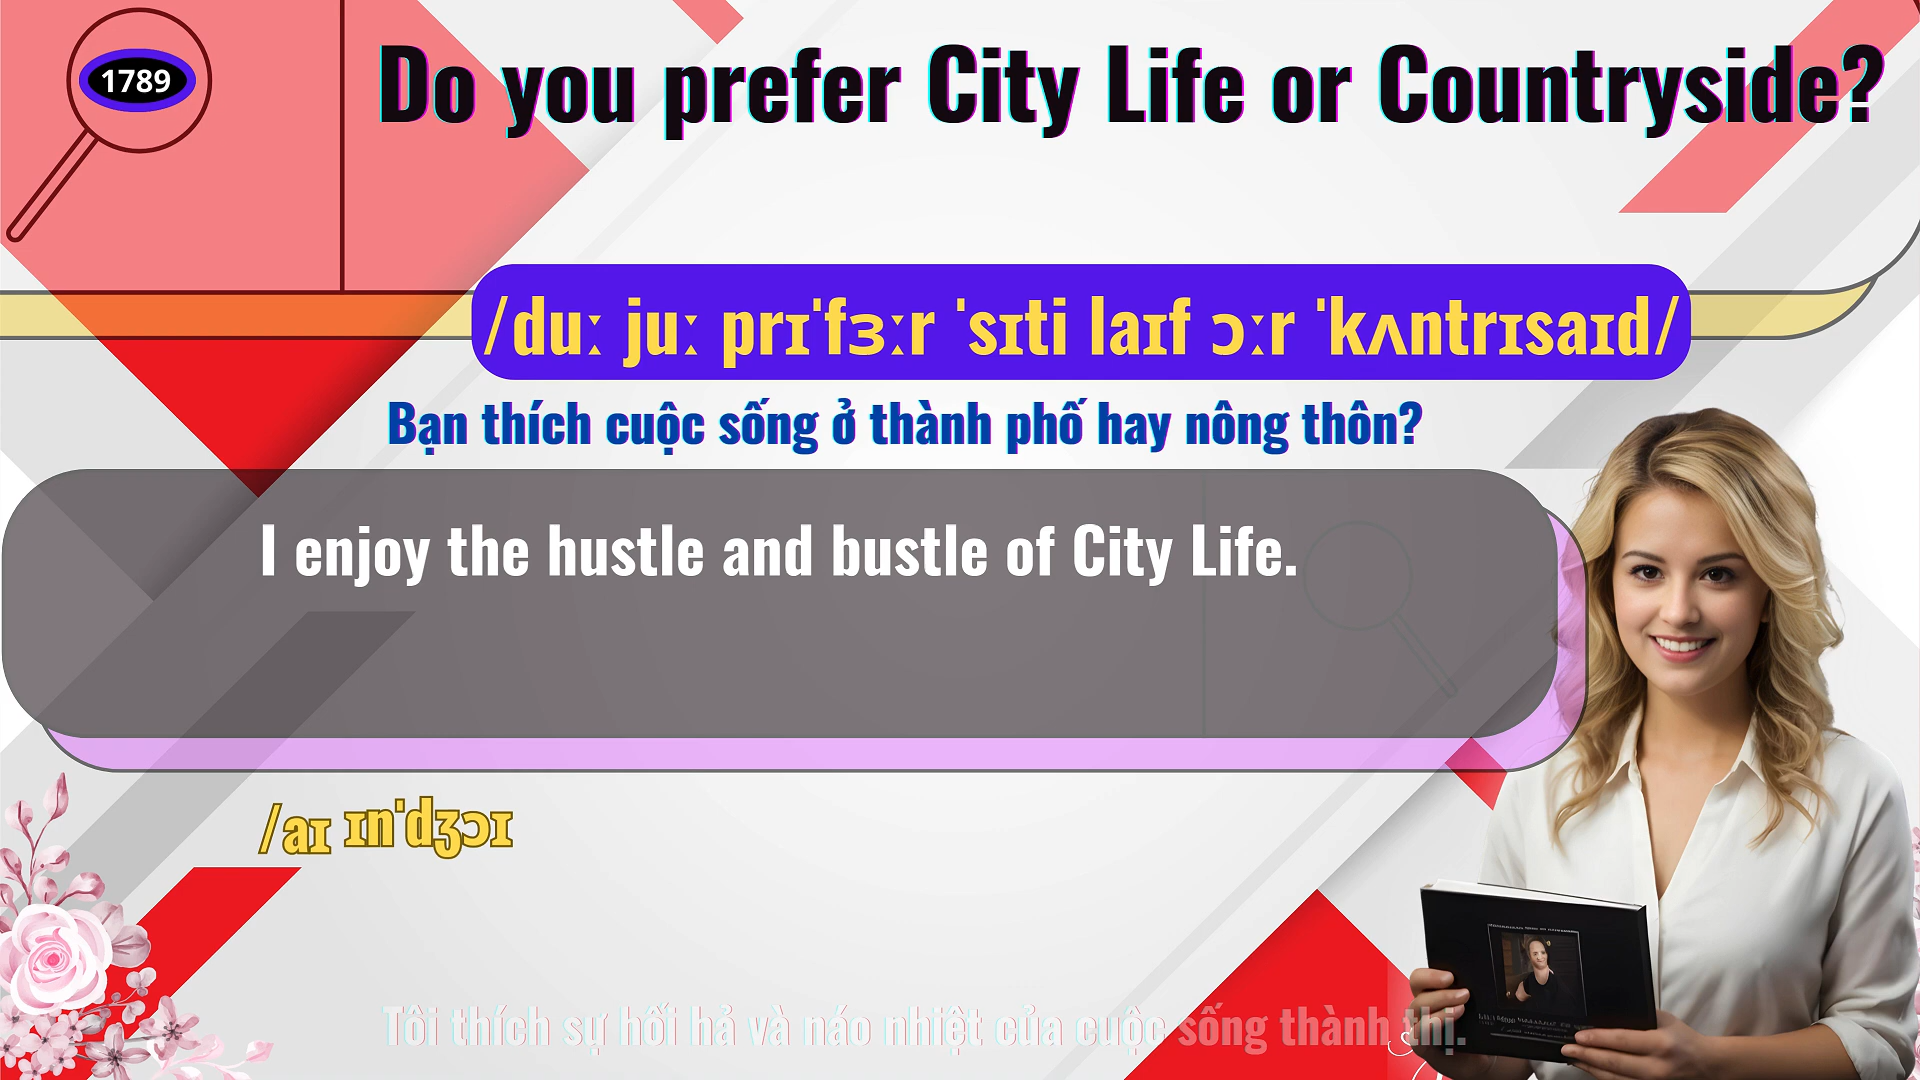 1789
Do you prefer City Life or Countryside?
/duː juː prɪˈfɜːr ˈsɪti laɪf ɔːr ˈkʌntrɪsaɪd/
Bạn thích cuộc sống ở thành phố hay nông thôn?
I enjoy the hustle and bustle of City Life.
/aɪ ɪnˈdʒɔɪ
Tôi thích sự hối hả và náo nhiệt của cuộc sống thành thị.